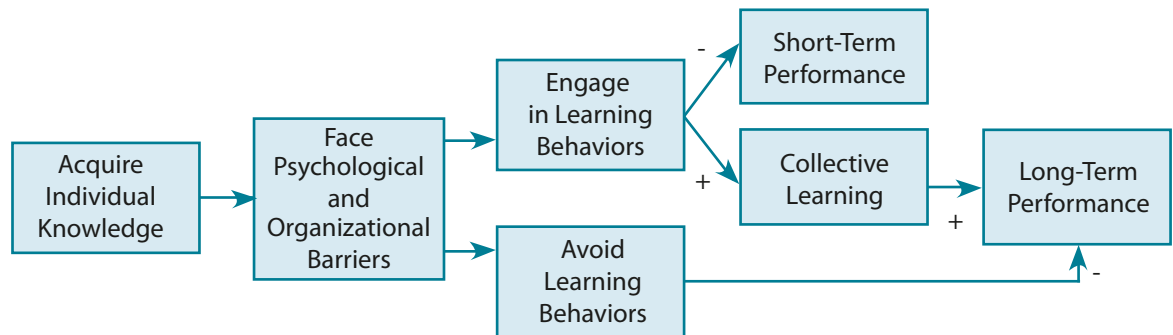 Acquire
Individual
Knowledge
Face
Psychological
and
Organizational
Barriers
Engage
in Learning
Behaviors
-
+
Short-Term
Performance
Collective
Learning
+
Long-Term
Performance
Avoid
Learning
Behaviors
-